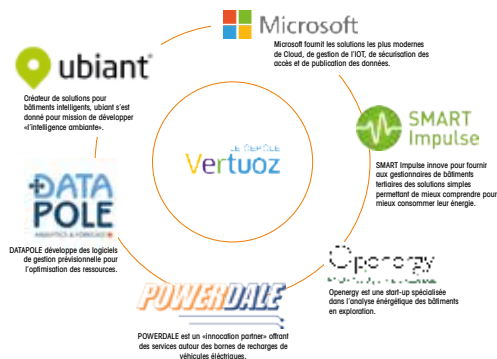 Microsoft
Microsoft fournit les solutions les plus modernes
de Cloud, de gestion de l'IOT, de sécurisation des
accès et de publication des données.
ubiant
Créateur de solutions pour
bâtiments intelligents, ubiant s'est
donné pour mission de développer
«l'intelligence ambiante».
LE CERCLE
Vertuoz
SMART
Impulse
SMART Impulse innove pour fournir
aux gestionnaires de bâtiments
tertiaires des solutions simples
permettant de mieux comprendre pour
mieux consommer leur énergie.
DATA
POLE
ANALYTICS & FORECAST
DATAPOLE développe des logiciels
de gestion prévisionnelle pour
l'optimisation des ressources.
Openergy
Openergy est une start-up spécialisée
dans l'analyse énergétique des bâtiments
en exploration.
POWERDALE
POWERDALE est un «innocation partner» offrant
des services autour des bornes de recharges de
véhicules électriques.